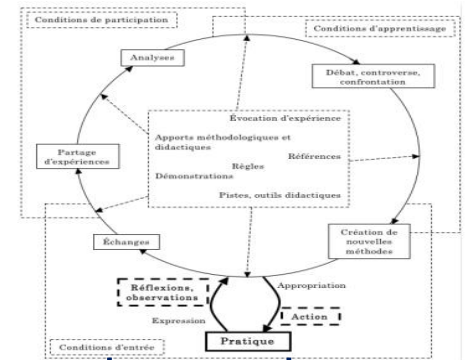 Conditions de participation
Conditions d'apprentissage
Analyses
Débat, controverse,
confrontation
Évocation d'expérience
Apports méthodologiques et
didactiques
Références
Règles
Démonstrations
Pistes, outils didactiques
Partage
d'expériences
Échanges
Création de
nouvelles
méthodes
Réflexions,
observations
Appropriation
Expression
Action
Pratique
Conditions d'entrée